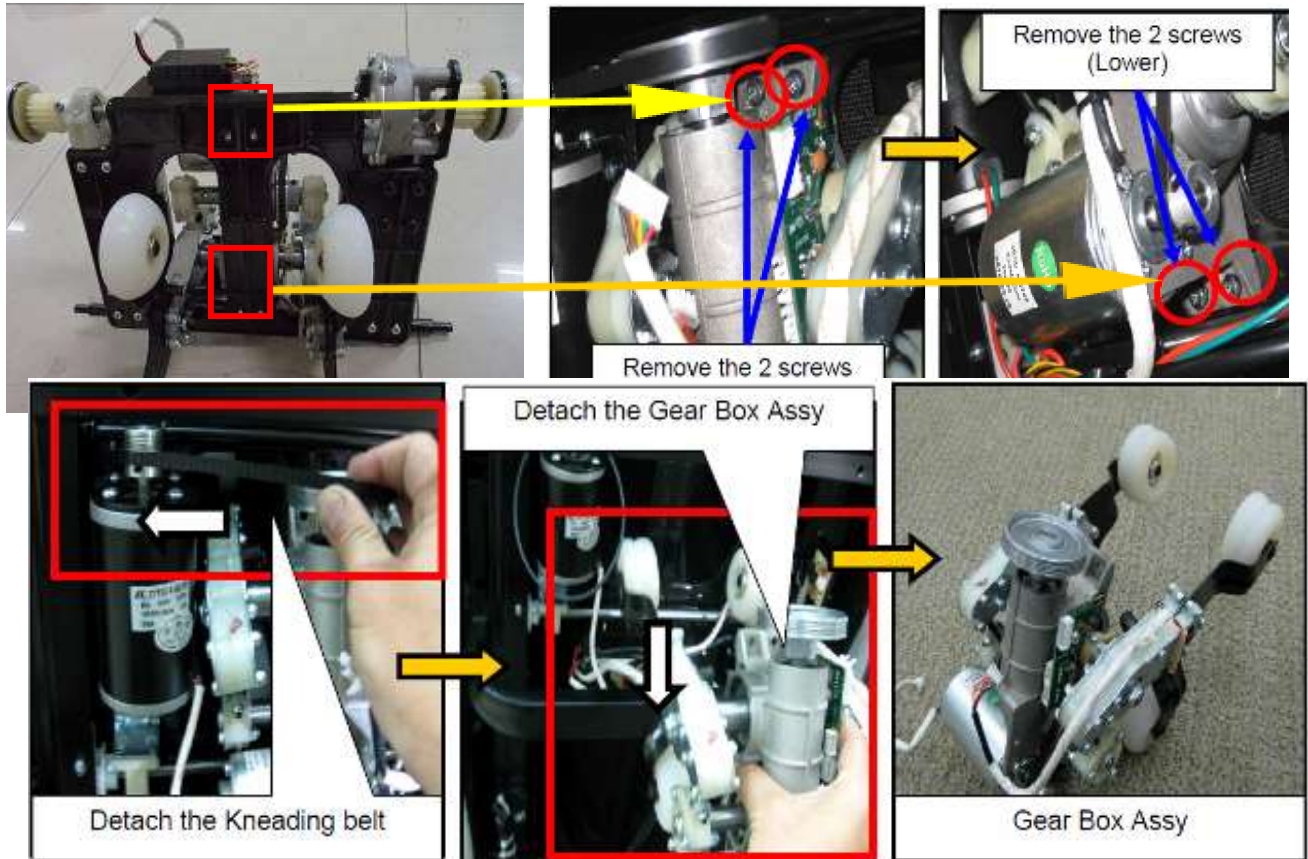 Remove the 2 screws
(Lower)
Remove the 2 screws
Detach the Gear Box Assy
Detach the Kneading belt
Gear Box Assy